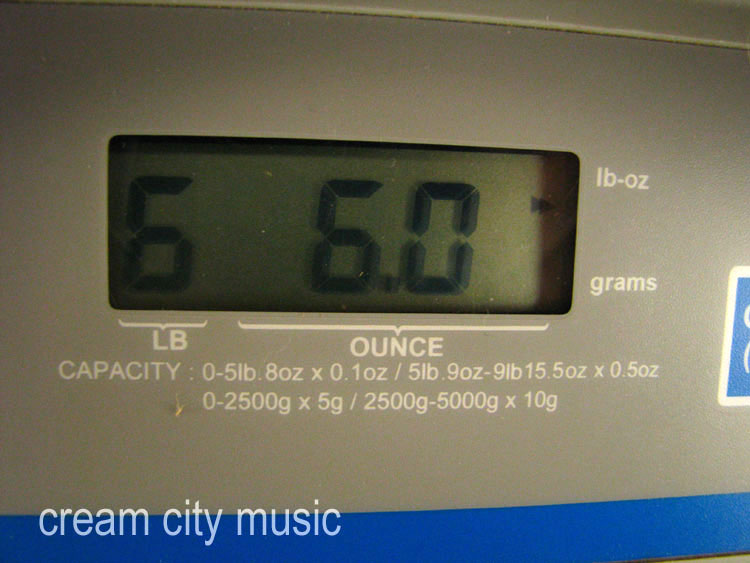 6 6.0
lb-oz
grams
LB
OUNCE
CAPACITY : 0-5lb.8oz x 0.1oz / 5lb.9oz-9lb15.5oz x 0.5oz
0-2500g x 5g / 2500g-5000g x 10g
cream city music